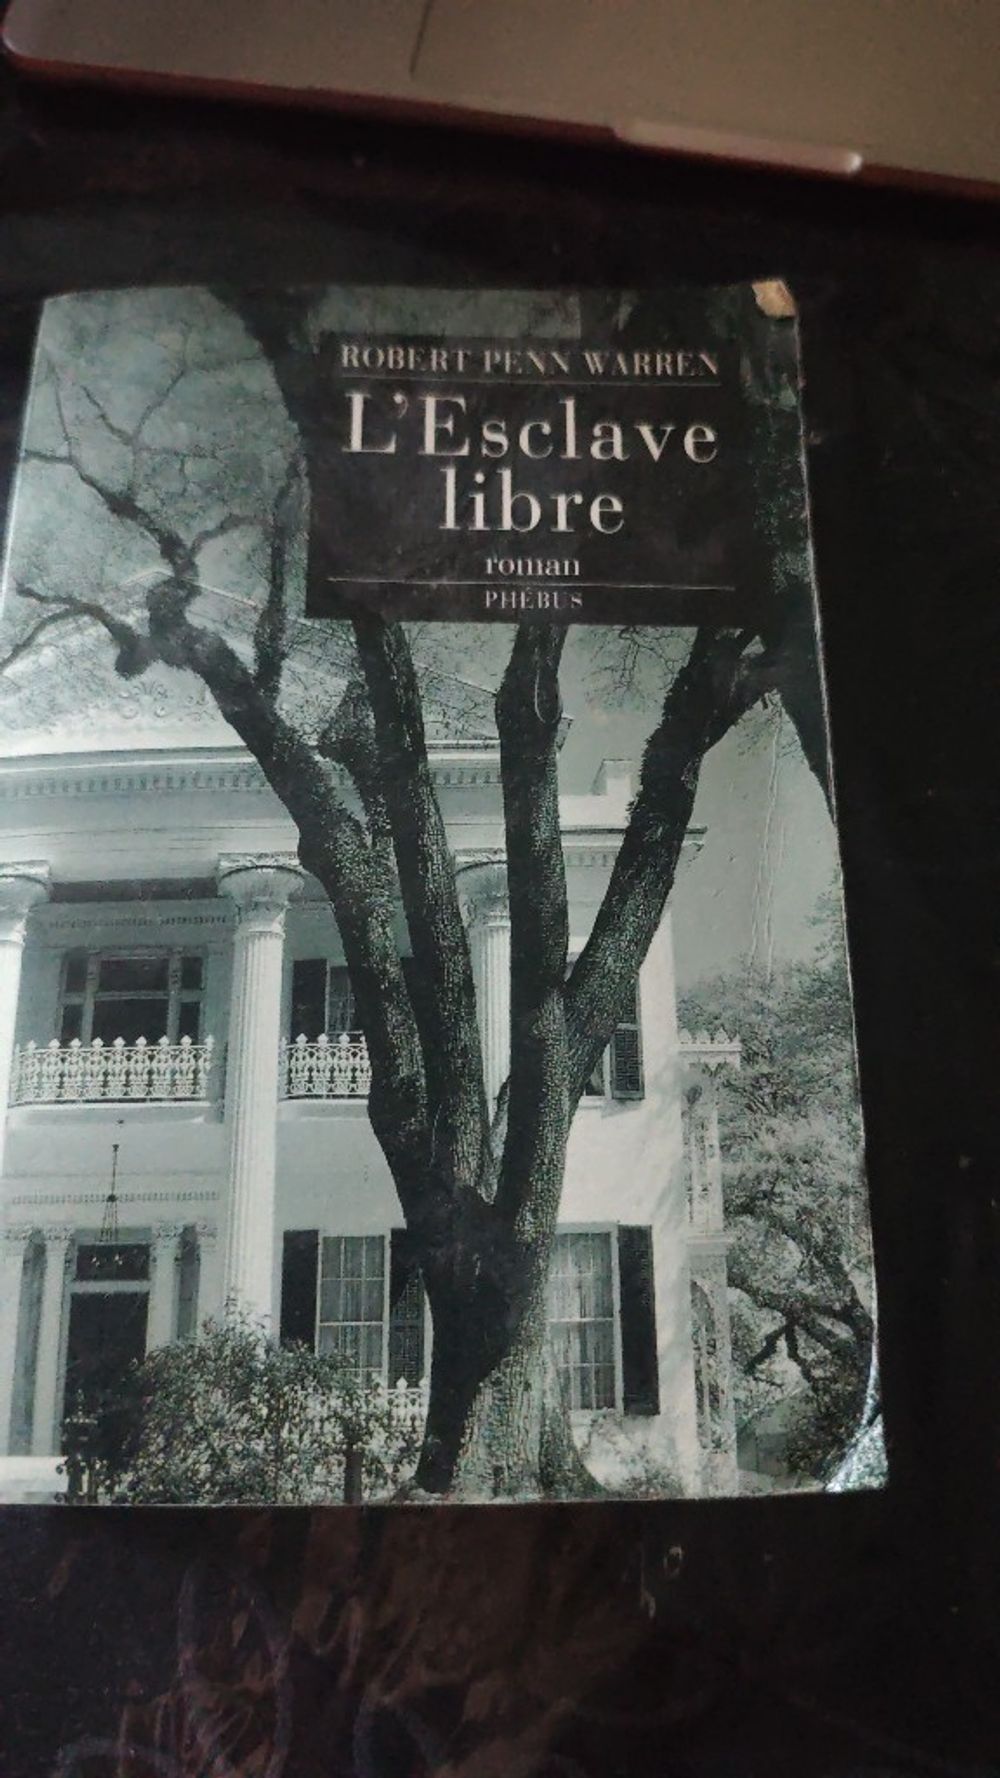 ROBERT PENN WARREN
L'Esclave
libre
roman
PHÉBUS